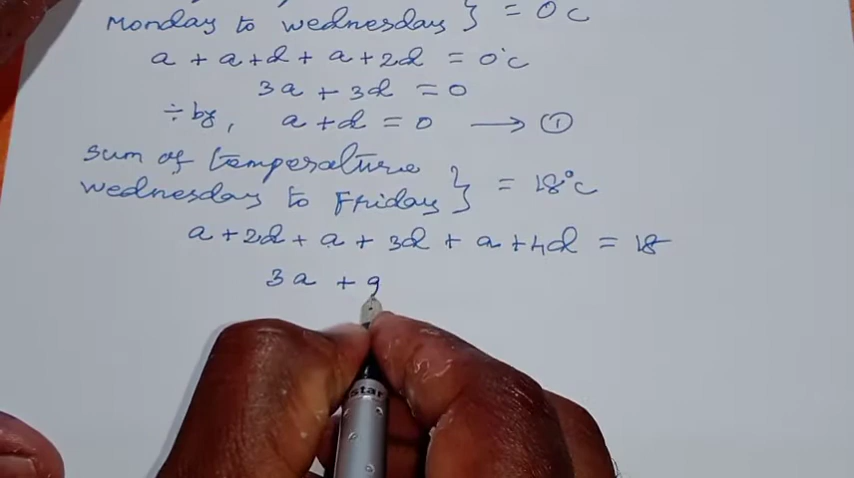 Monday to wednesday } = 0°C
a + a + d + a + 2d = 0°C
3a + 3d = 0
÷ by, a + d = 0 → ①
sum of temperature
wednesday to Friday } = 18°C
a + 2d + a + 3d + a + 4d = 18
3a + 9
star